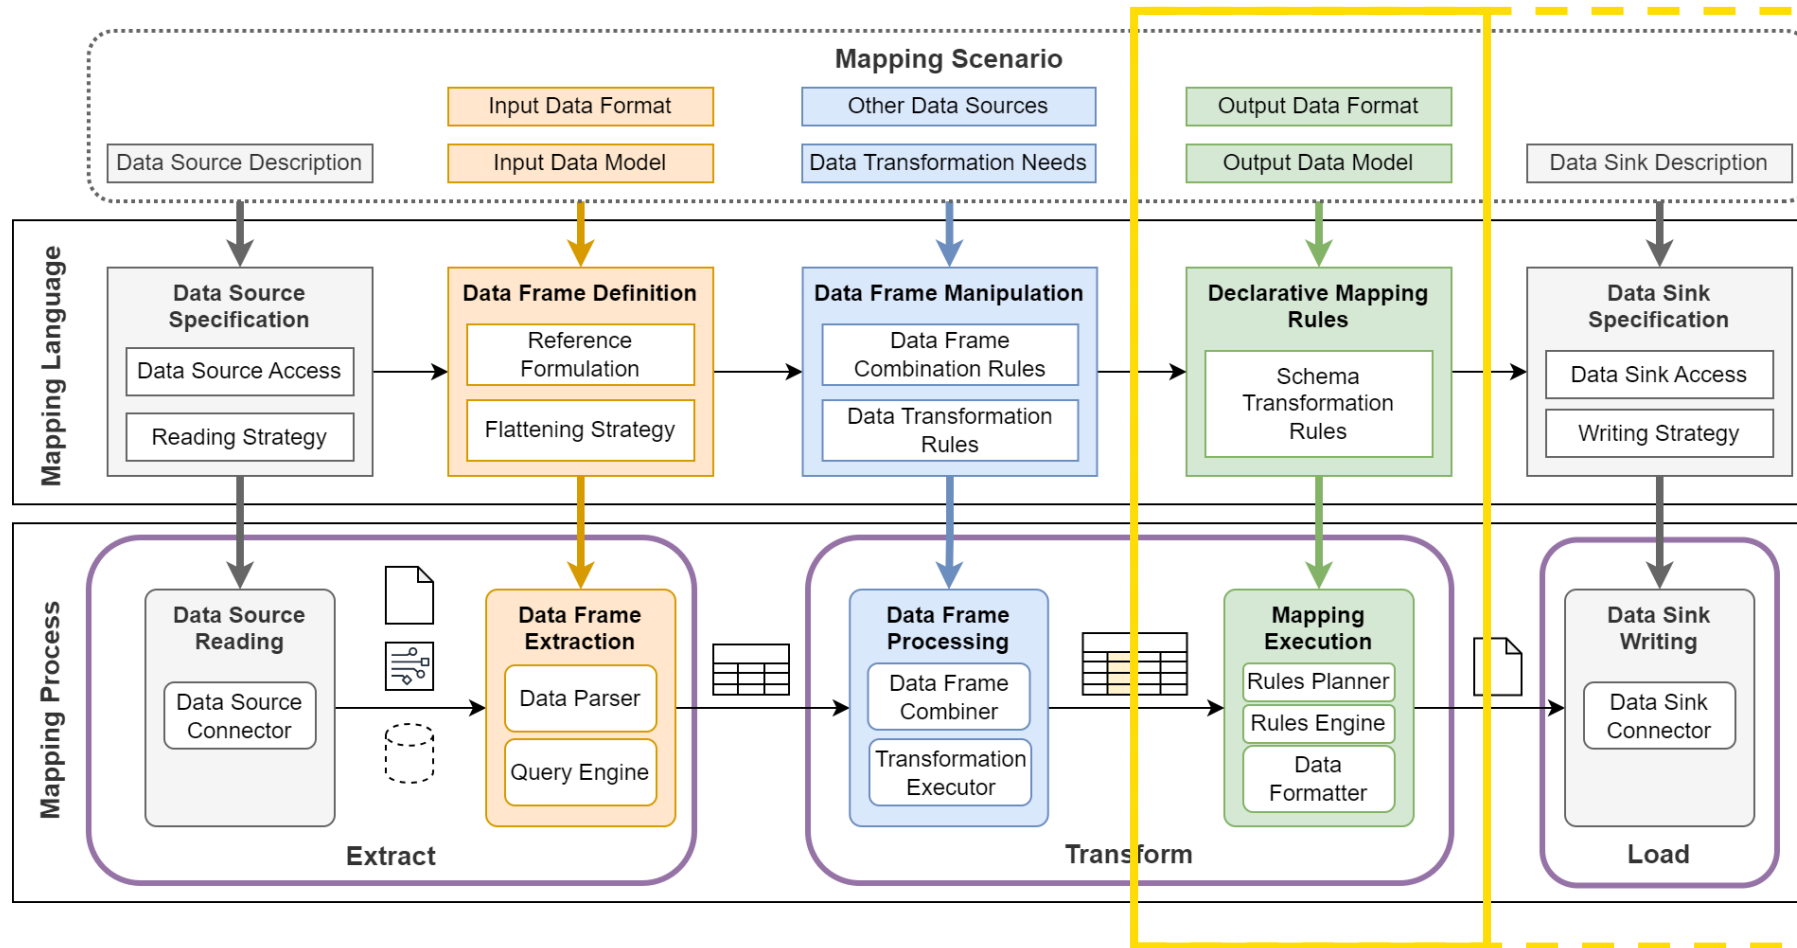 Mapping Scenario
Input Data Format
Other Data Sources
Output Data Format
Data Source Description
Input Data Model
Data Transformation Needs
Output Data Model
Data Sink Description
Mapping Language
Data Source
Specification
Data Source Access
Reading Strategy
Data Frame Definition
Reference
Formulation
Flattening Strategy
Data Frame Manipulation
Data Frame
Combination Rules
Data Transformation
Rules
Declarative Mapping
Rules
Schema
Transformation
Rules
Data Sink
Specification
Data Sink Access
Writing Strategy
Mapping Process
Data Source
Reading
Data Source
Connector
Data Frame
Extraction
Data Parser
Query Engine
Extract
Data Frame
Processing
Data Frame
Combiner
Transformation
Executor
Mapping
Execution
Rules Planner
Rules Engine
Data
Formatter
Transform
Data Sink
Writing
Data Sink
Connector
Load